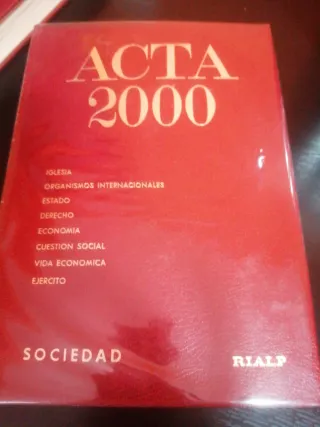 ACTA
2000
IGLESIA
ORGANISMOS INTERNACIONALES
ESTADO
DERECHO
ECONOMIA
CUESTION SOCIAL
VIDA ECONOMICA
EJERCITO
SOCIEDAD
RIALP